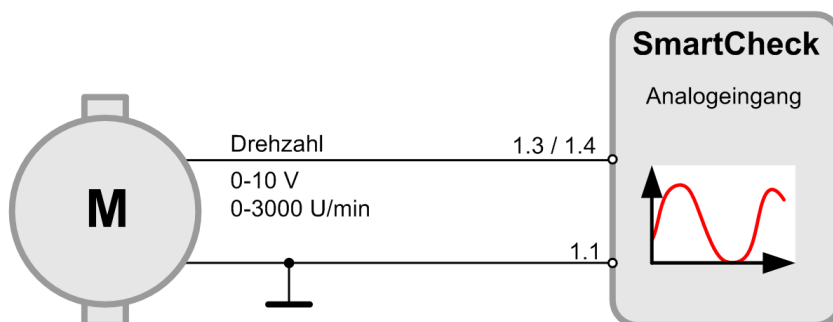 SmartCheck
Analogeingang
M
Drehzahl
0-10 V
0-3000 U/min
1.3 / 1.4
1.1